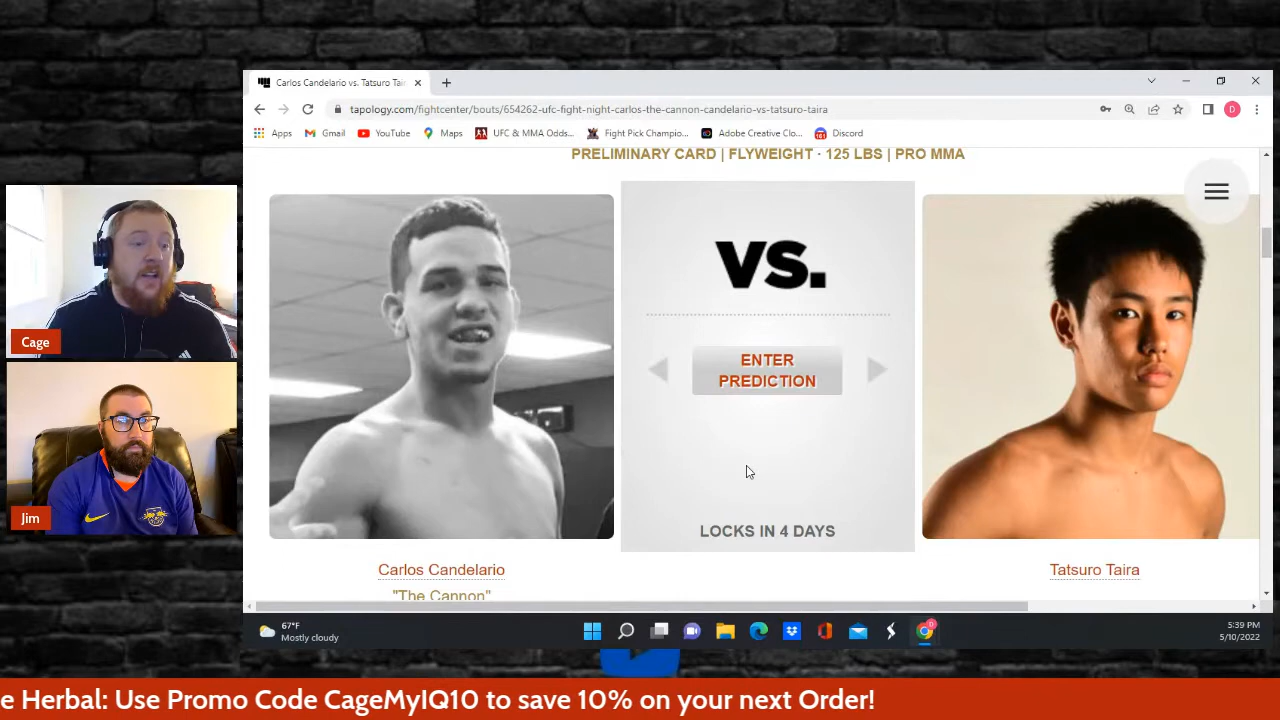 Carlos Candelario vs. Tatsuro Tair
tapology.com/fightcenter/bouts/654262-ufc-fight-night-carlos-the-cannon-candelario-vs-tatsuro-taira
D
Apps
Gmail
YouTube
Maps
UFC & MMA Odds...
Fight Pick Champio...
Adobe Creative Clo...
Discord
PRELIMINARY CARD | FLYWEIGHT · 125 LBS | PRO MMA
VS.
ENTER
PREDICTION
LOCKS IN 4 DAYS
Carlos Candelario
"The Cannon"
Tatsuro Taira
Cage
Jim
67°F
Mostly cloudy
5:39 PM
5/10/2022
e Herbal: Use Promo Code CageMyIQ10 to save 10% on your next Order!